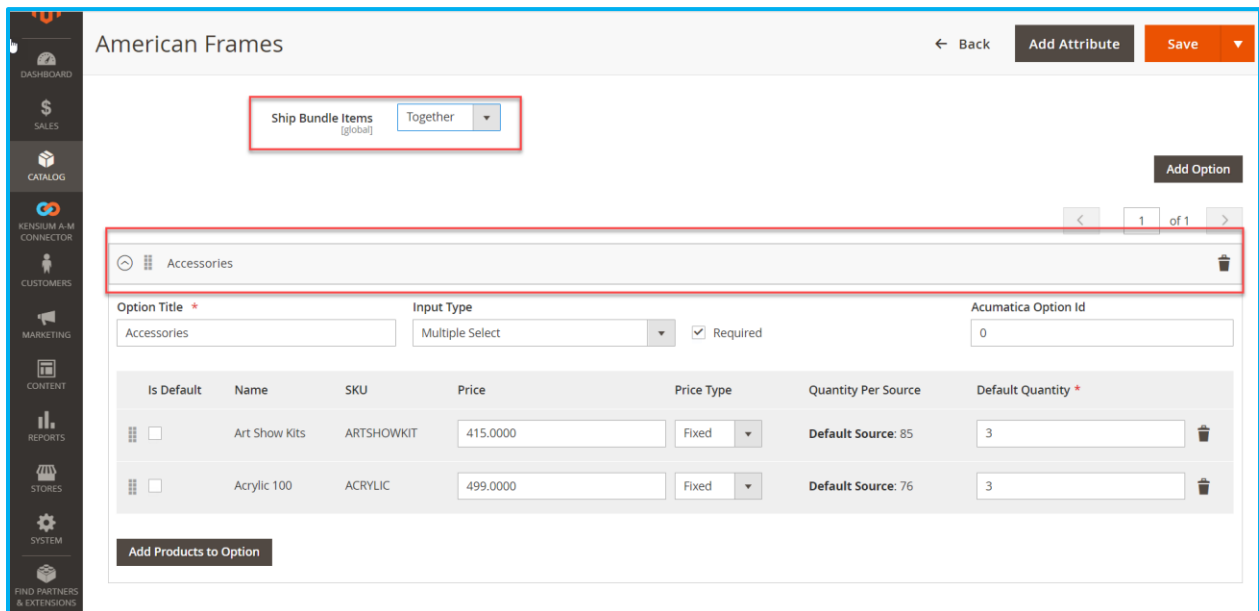 American Frames
← Back
Add Attribute
Save
DASHBOARD
SALES
CATALOG
KENSIUM A-M
CONNECTOR
CUSTOMERS
MARKETING
CONTENT
REPORTS
STORES
SYSTEM
FIND PARTNERS
& EXTENSIONS
Ship Bundle Items
[global]
Together
Add Option
1 of 1
Accessories
Option Title *
Input Type
Acumatica Option Id
Accessories
Multiple Select
Required
0
Is Default Name SKU Price Price Type Quantity Per Source Default Quantity *
Art Show Kits ARTSHOWKIT 415.0000 Fixed Default Source: 85 3
Acrylic 100 ACRYLIC 499.0000 Fixed Default Source: 76 3
Add Products to Option